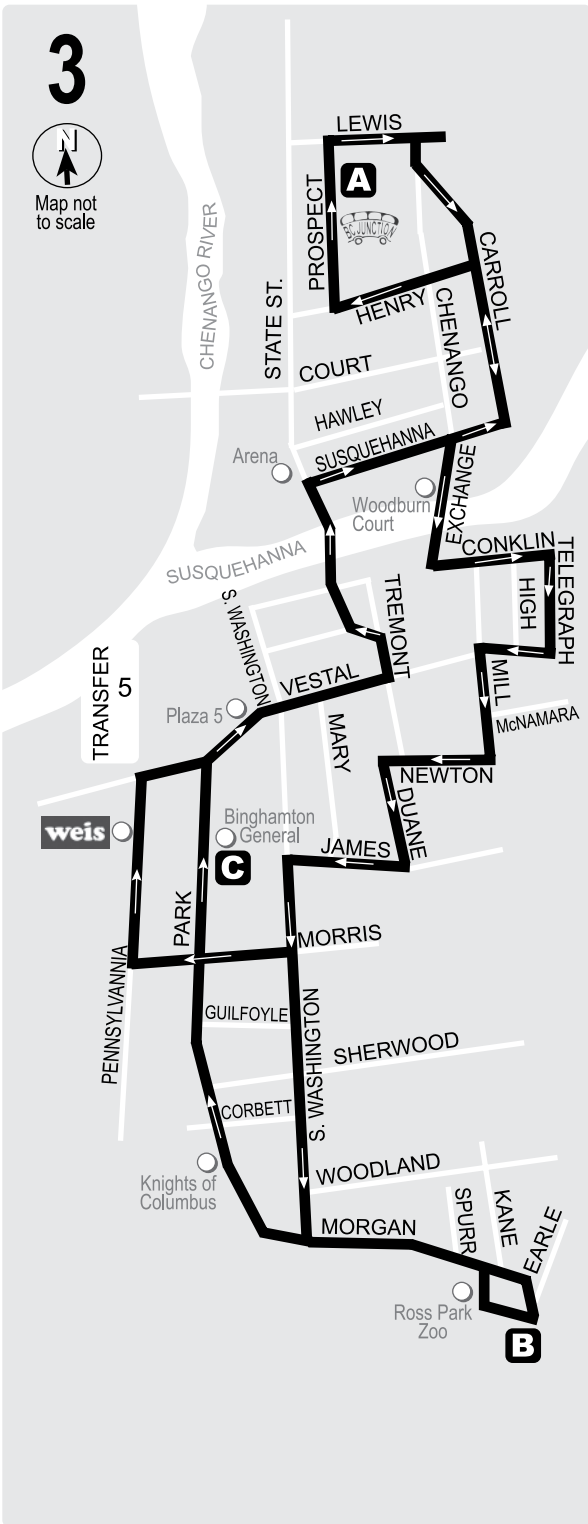 3
N
Map not
to scale
LEWIS
A
PROSPECT
BC JUNCTION
CHENANGO RIVER
CARROLL
HENRY
STATE ST.
CHENANGO
COURT
HAWLEY
SUSQUEHANNA
Arena
EXCHANGE
Woodburn
Court
CONKLIN
TELEGRAPH
SUSQUEHANNA
HIGH
S. WASHINGTON
TREMONT
TRANSFER
5
VESTAL
MILL
Plaza 5
MARY
McNAMARA
NEWTON
DUANE
weis
Binghamton
General
JAMES
C
PARK
MORRIS
PENNSYLVANNIA
GUILFOYLE
S. WASHINGTON
SHERWOOD
CORBETT
WOODLAND
Knights of
Columbus
MORGAN
SPURR
KANE
EARLE
Ross Park
Zoo
B